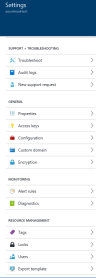 Settings
SUPPORT + TROUBLESHOOTING
Troubleshoot
Audit logs
New support request
GENERAL
Properties
Access keys
Configuration
Custom domain
Encryption
MONITORING
Alert rules
Diagnostics
RESOURCE MANAGEMENT
Tags
Locks
Users
Export template